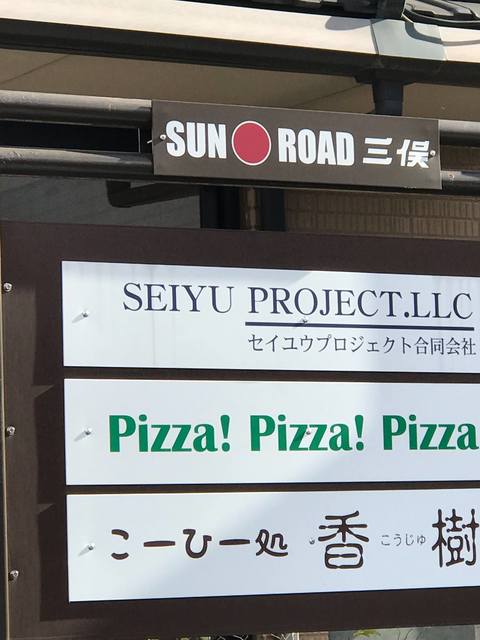 SUN ROAD 三俣
SEIYU PROJECT.LLC
セイユウプロジェクト合同会社
Pizza! Pizza! Pizza
こーひー処 香 こうじゅ 樹